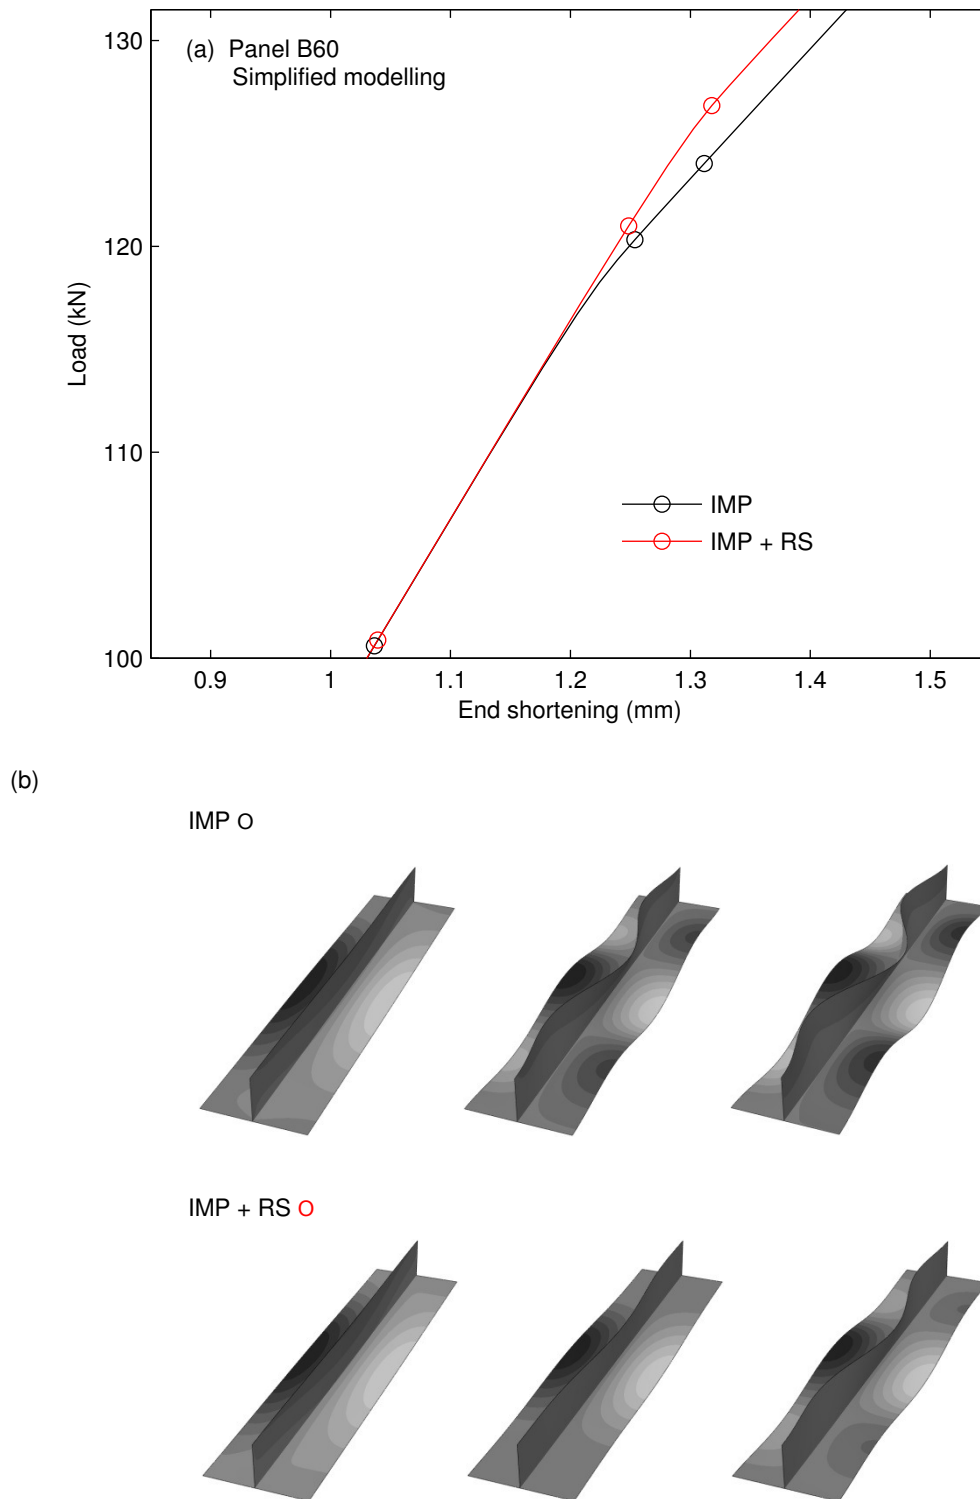 (a) Panel B60
Simplified modelling
130
120
110
100
Load (kN)
IMP
IMP + RS
0.9 1 1.1 1.2 1.3 1.4 1.5
End shortening (mm)
(b)
IMP O
IMP + RS O